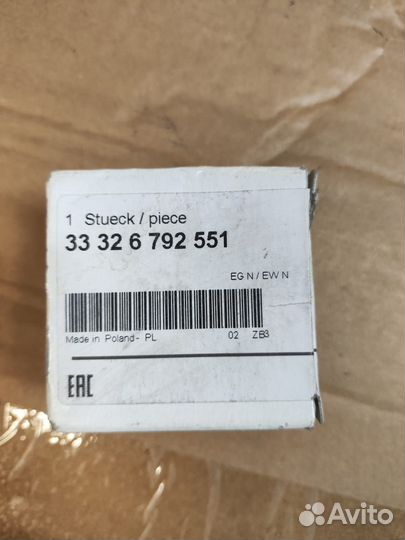 1 Stueck / piece
33 32 6 792 551
EG N / EW N
Made in Poland - PL 02 ZB3
EAC
Avito